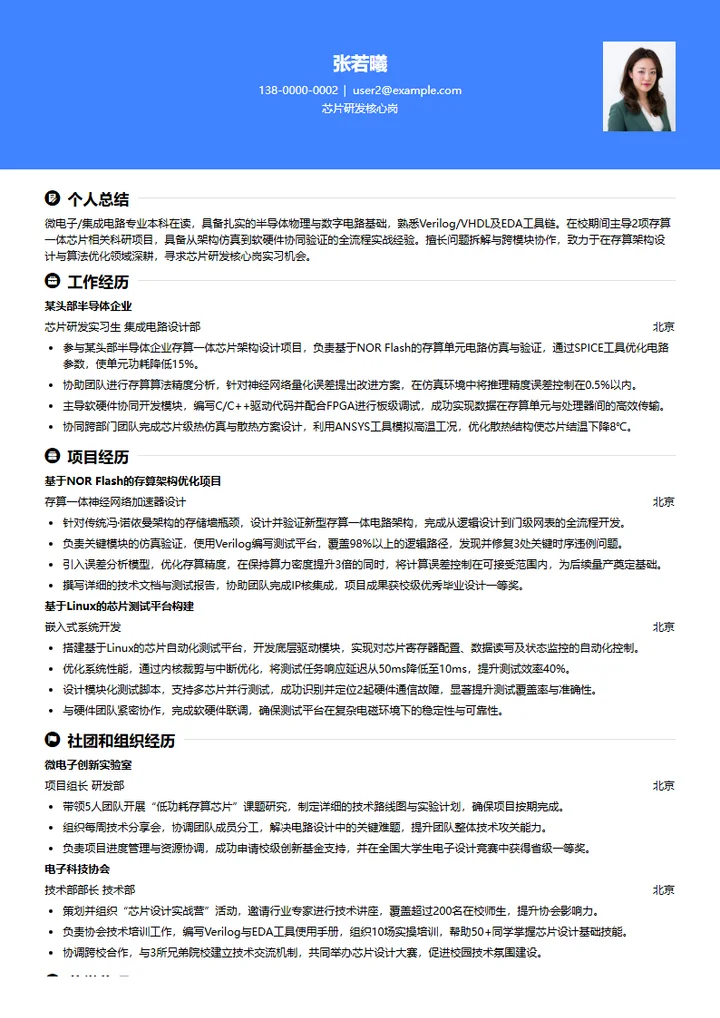 张若曦
138-0000-0002 | user2@example.com
芯片研发核心岗
个人总结
微电子/集成电路专业本科在读，具备扎实的半导体物理与数字电路基础，熟悉Verilog/VHDL及EDA工具链。在校期间主导2项存算
一体芯片相关科研项目，具备从架构仿真到软硬件协同验证的全流程实战经验。擅长问题拆解与跨模块协作，致力于在存算架构设
计与算法优化领域深耕，寻求芯片研发核心岗实习机会。
工作经历
某头部半导体企业
芯片研发实习生 集成电路设计部 北京
• 参与某头部半导体企业存算一体芯片架构设计项目，负责基于NOR Flash的存算单元电路仿真与验证，通过SPICE工具优化电路
参数，使单元功耗降低15%。
• 协助团队进行存算算法精度分析，针对神经网络量化误差提出改进方案，在仿真环境中将推理精度误差控制在0.5%以内。
• 主导软硬件协同开发模块，编写C/C++驱动代码并配合FPGA进行板级调试，成功实现数据在存算单元与处理器间的高效传输。
• 协同跨部门团队完成芯片级热仿真与散热方案设计，利用ANSYS工具模拟高温工况，优化散热结构使芯片结温下降8℃。
项目经历
基于NOR Flash的存算架构优化项目
存算一体神经网络加速器设计 北京
• 针对传统冯·诺依曼架构的存储墙瓶颈，设计并验证新型存算一体电路架构，完成从逻辑设计到门级网表的全流程开发。
• 负责关键模块的仿真验证，使用Verilog编写测试平台，覆盖98%以上的逻辑路径，发现并修复3处关键时序违例问题。
• 引入误差分析模型，优化存算精度，在保持算力密度提升3倍的同时，将计算误差控制在可接受范围内，为后续量产奠定基础。
• 撰写详细的技术文档与测试报告，协助团队完成IP核集成，项目成果获校级优秀毕业设计一等奖。
基于Linux的芯片测试平台构建
嵌入式系统开发 北京
• 搭建基于Linux的芯片自动化测试平台，开发底层驱动模块，实现对芯片寄存器配置、数据读写及状态监控的自动化控制。
• 优化系统性能，通过内核裁剪与中断优化，将测试任务响应延迟从50ms降低至10ms，提升测试效率40%。
• 设计模块化测试脚本，支持多芯片并行测试，成功识别并定位2起硬件通信故障，显著提升测试覆盖率与准确性。
• 与硬件团队紧密协作，完成软硬件联调，确保测试平台在复杂电磁环境下的稳定性与可靠性。
社团和组织经历
微电子创新实验室
项目组长 研发部 北京
• 带领5人团队开展“低功耗存算芯片”课题研究，制定详细的技术路线图与实验计划，确保项目按期完成。
• 组织每周技术分享会，协调团队成员分工，解决电路设计中的关键难题，提升团队整体技术攻关能力。
• 负责项目进度管理与资源协调，成功申请校级创新基金支持，并在全国大学生电子设计竞赛中获得省级一等奖。
电子科技协会
技术部部长 技术部 北京
• 策划并组织“芯片设计实战营”活动，邀请行业专家进行技术讲座，覆盖超过200名在校师生，提升协会影响力。
• 负责协会技术培训工作，编写Verilog与EDA工具使用手册，组织10场实操培训，帮助50+同学掌握芯片设计基础技能。
• 协调跨校合作，与3所兄弟院校建立技术交流机制，共同举办芯片设计大赛，促进校园技术氛围建设。